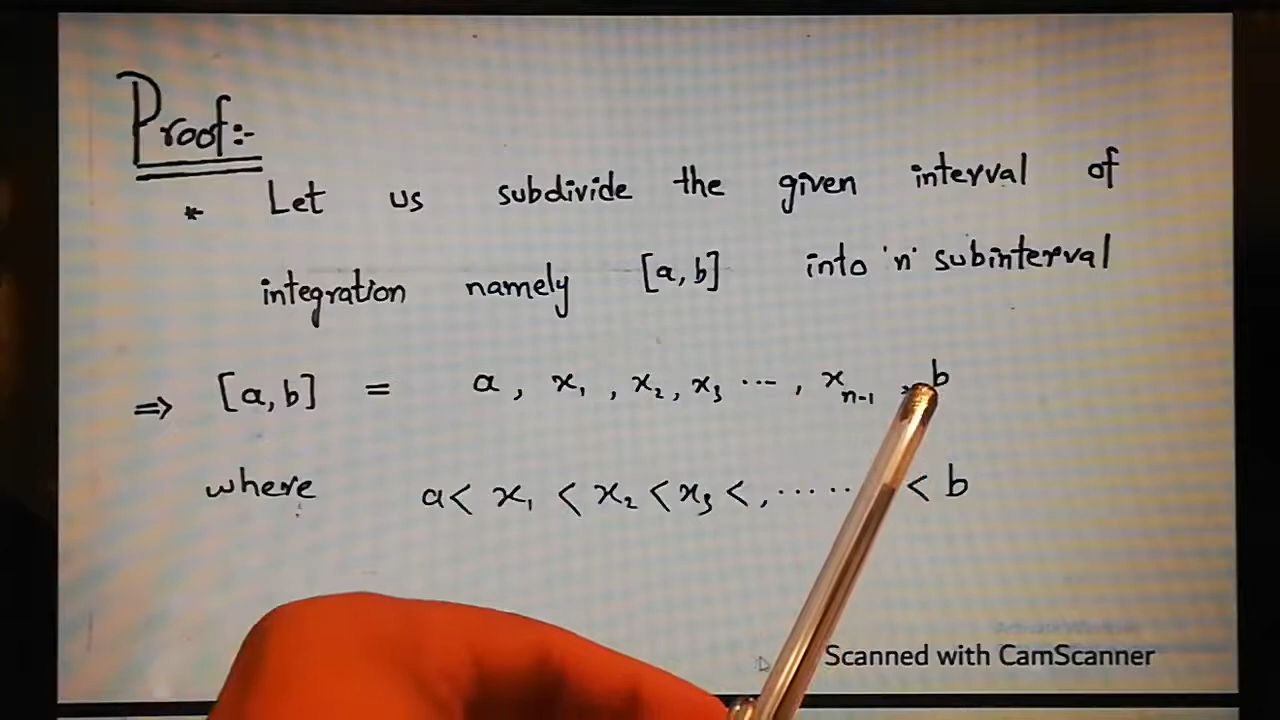 Proof:-
* Let us subdivide the given interval of
integration namely [a,b] into 'n' subinterval
⇒ [a,b] = a, x₁, x₂, x₃ ..., xₙ₋₁, b
where a < x₁ < x₂ < x₃ <, ...... < b
Scanned with CamScanner